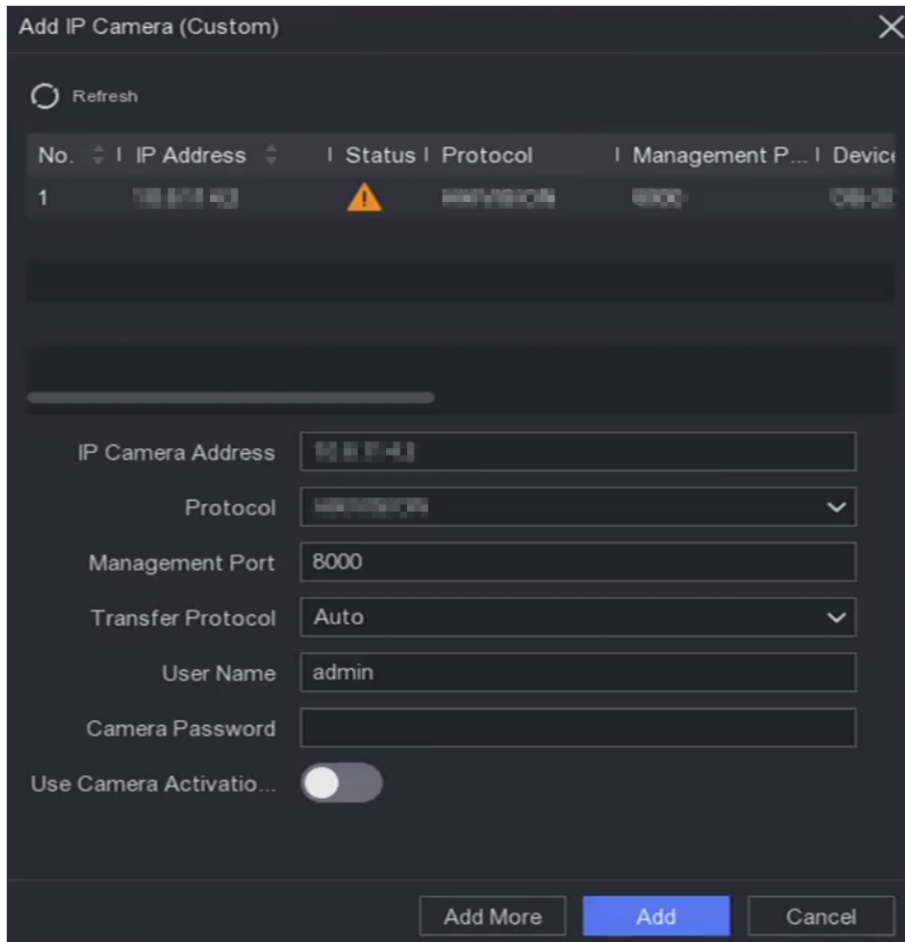 Add IP Camera (Custom)
Refresh
No. IP Address Status Protocol Management P... Device
1
IP Camera Address
Protocol
Management Port 8000
Transfer Protocol Auto
User Name admin
Camera Password
Use Camera Activatio...
Add More Add Cancel